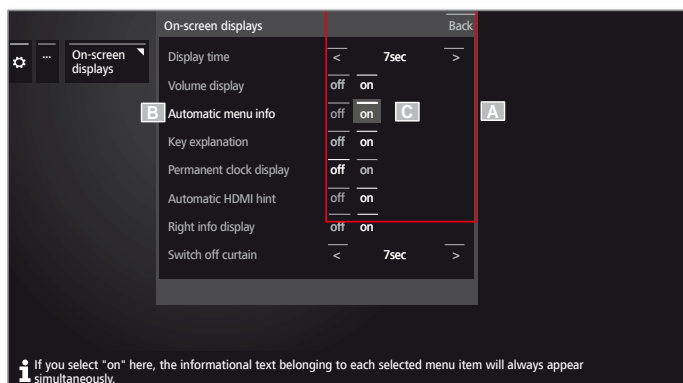 On-screen displays Back
... On-screen
displays
Display time < 7sec >
Volume display off on
B Automatic menu info off on C A
Key explanation off on
Permanent clock display off on
Automatic HDMI hint off on
Right info display off on
Switch off curtain < 7sec >
If you select "on" here, the informational text belonging to each selected menu item will always appear
simultaneously.